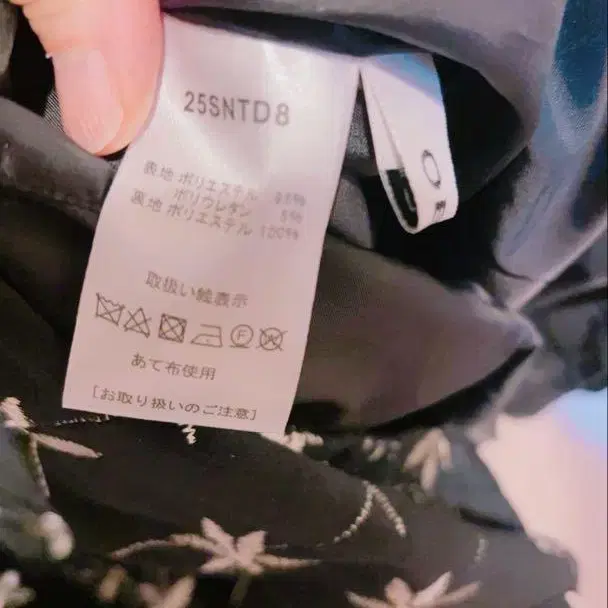 25SNTD8
表地 ポリエステル 95%
ポリウレタン 5%
裏地 ポリエステル 100%
取扱い絵表示
F W
あて布使用
[お取り扱いのご注意]